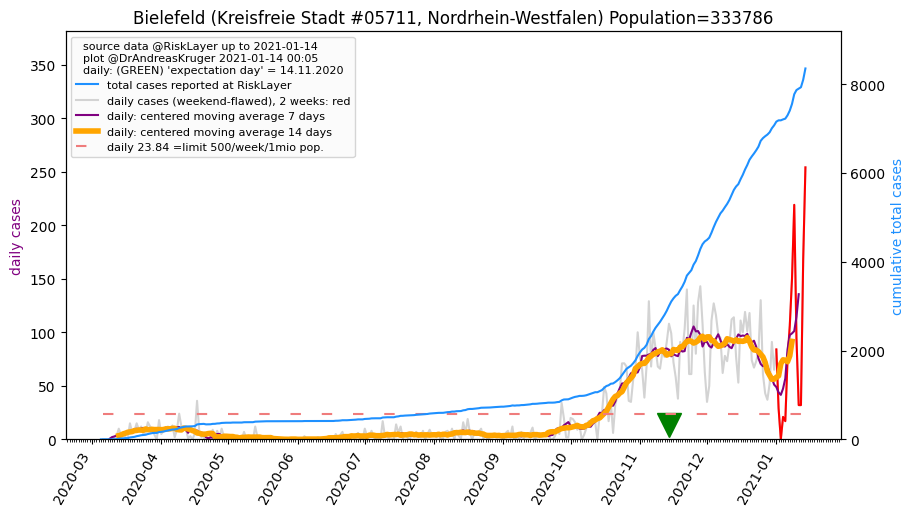 Bielefeld (Kreisfreie Stadt #05711, Nordrhein-Westfalen) Population=333786
source data @RiskLayer up to 2021-01-14
plot @DrAndreasKruger 2021-01-14 00:05
daily: (GREEN) 'expectation day' = 14.11.2020
total cases reported at RiskLayer
daily cases (weekend-flawed), 2 weeks: red
daily: centered moving average 7 days
daily: centered moving average 14 days
daily 23.84 =limit 500/week/1mio pop.
daily cases
350
300
250
200
150
100
50
0
8000
6000
4000
2000
0
cumulative total cases
2020-03
2020-04
2020-05
2020-06
2020-07
2020-08
2020-09
2020-10
2020-11
2020-12
2021-01